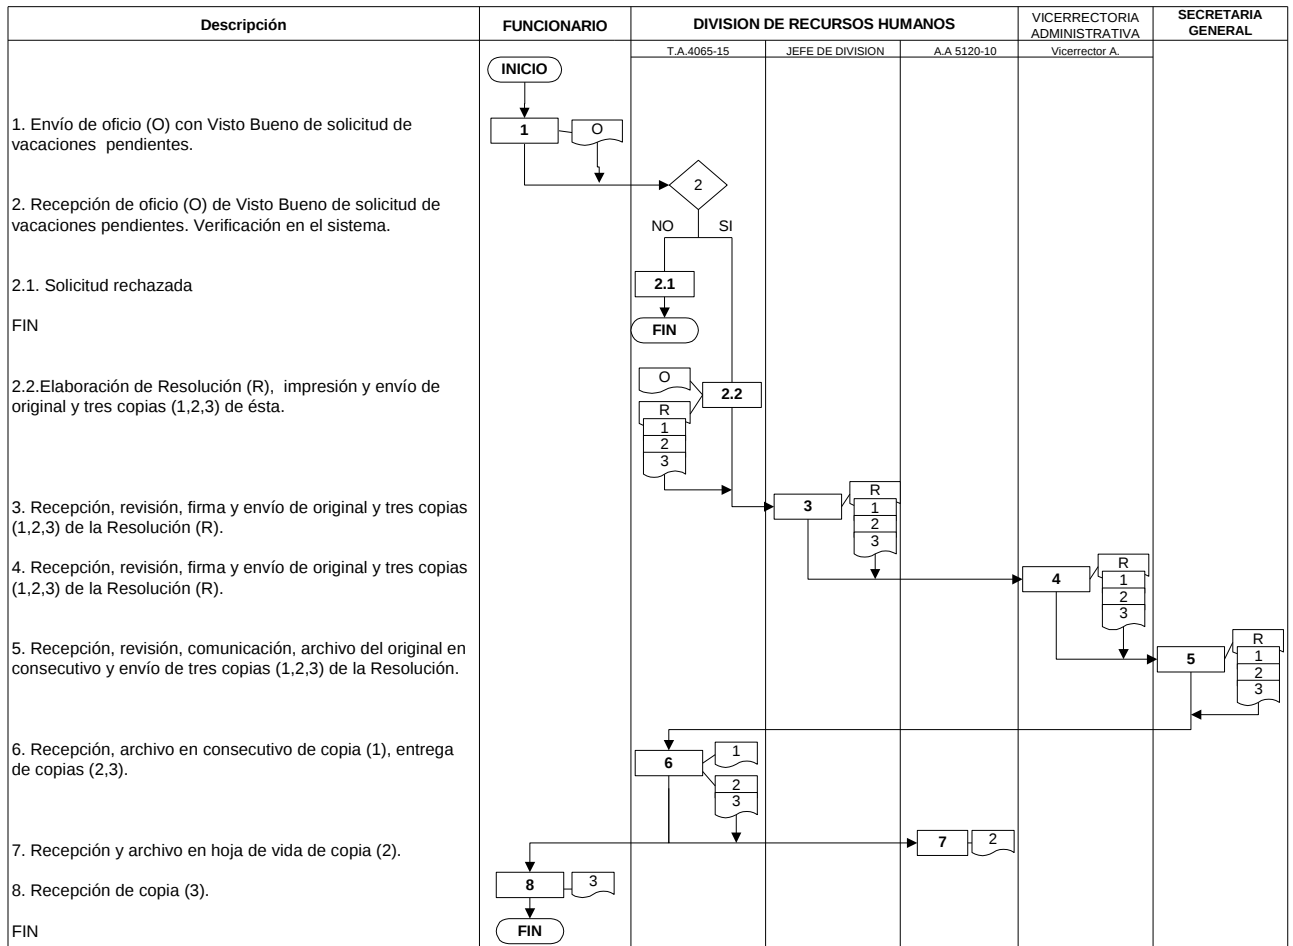 Descripción
FUNCIONARIO
DIVISION DE RECURSOS HUMANOS
VICERRECTORIA
ADMINISTRATIVA
SECRETARIA
GENERAL
T.A.4065-15
JEFE DE DIVISION
A.A 5120-10
Vicerrector A.
INICIO
1. Envío de oficio (O) con Visto Bueno de solicitud de
vacaciones pendientes.
1
O
2. Recepción de oficio (O) de Visto Bueno de solicitud de
vacaciones pendientes. Verificación en el sistema.
2
NO
SI
2.1. Solicitud rechazada
2.1
FIN
FIN
2.2.Elaboración de Resolución (R), impresión y envío de
original y tres copias (1,2,3) de ésta.
O
2.2
R
1
2
3
3. Recepción, revisión, firma y envío de original y tres copias
(1,2,3) de la Resolución (R).
3
R
1
2
3
4. Recepción, revisión, firma y envío de original y tres copias
(1,2,3) de la Resolución (R).
4
R
1
2
3
5. Recepción, revisión, comunicación, archivo del original en
consecutivo y envío de tres copias (1,2,3) de la Resolución.
5
R
1
2
3
6. Recepción, archivo en consecutivo de copia (1), entrega
de copias (2,3).
6
1
2
3
7. Recepción y archivo en hoja de vida de copia (2).
7
2
8. Recepción de copia (3).
8
3
FIN
FIN